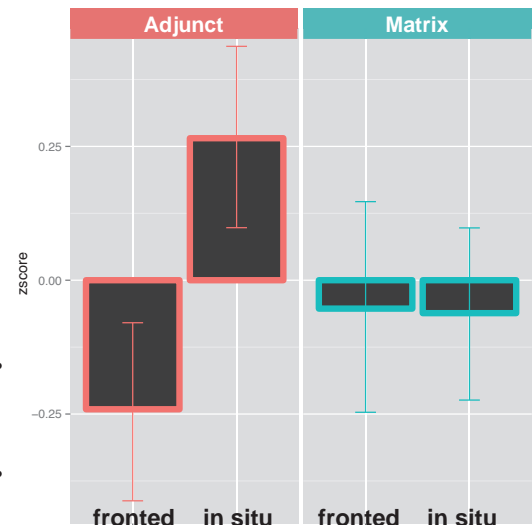 Adjunct Matrix
0.25
zscore
0.00
−0.25
fronted in situ fronted in situ